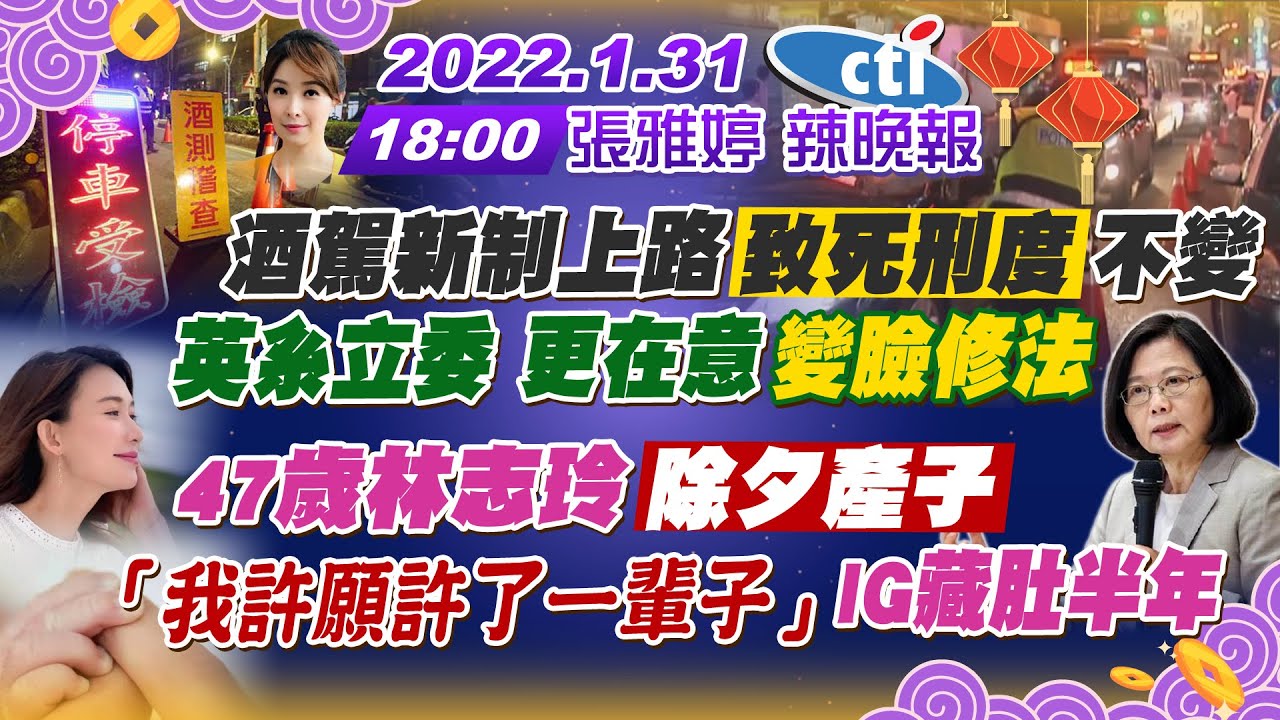 2022.1.31
cti
18:00 張雅婷 辣晚報
停車受檢
酒測稽查
酒駕新制上路 致死刑度 不變
英系立委 更在意 變臉修法
47歲林志玲 除夕產子
「我許願許了一輩子」IG藏肚半年